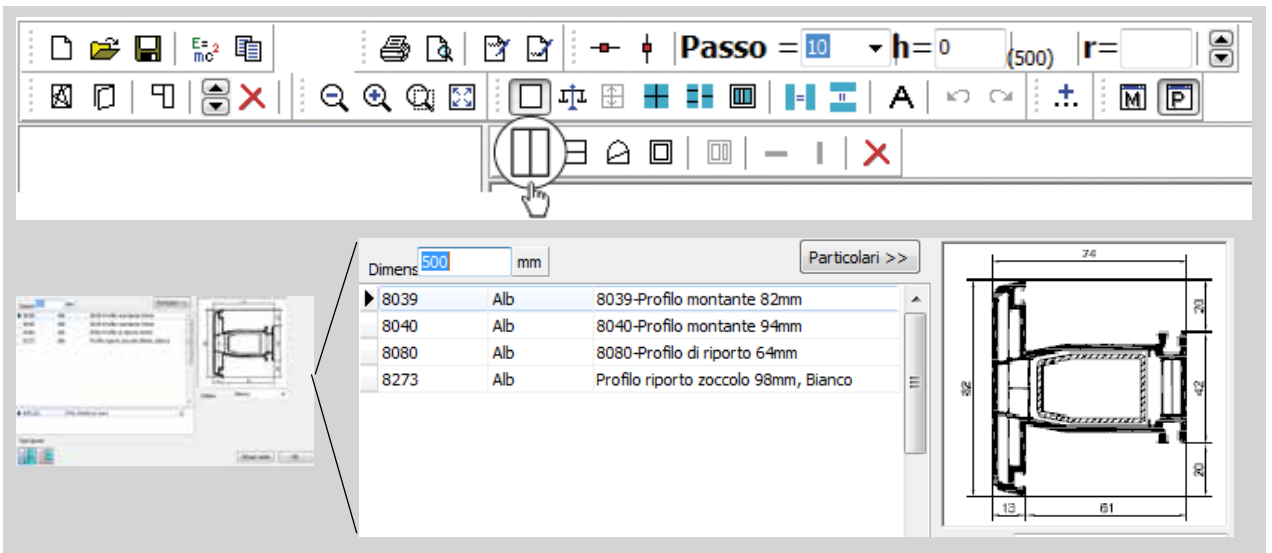 E=
mc2
Passo = 10 h= 0 (500) r=
A M P
Dimens 500 mm Particolari >>
8039 Alb 8039-Profilo montante 82mm
8040 Alb 8040-Profilo montante 94mm
8080 Alb 8080-Profilo di riporto 64mm
8273 Alb Profilo riporto zoccolo 98mm, Bianco
74
20
82
42
20
13 61